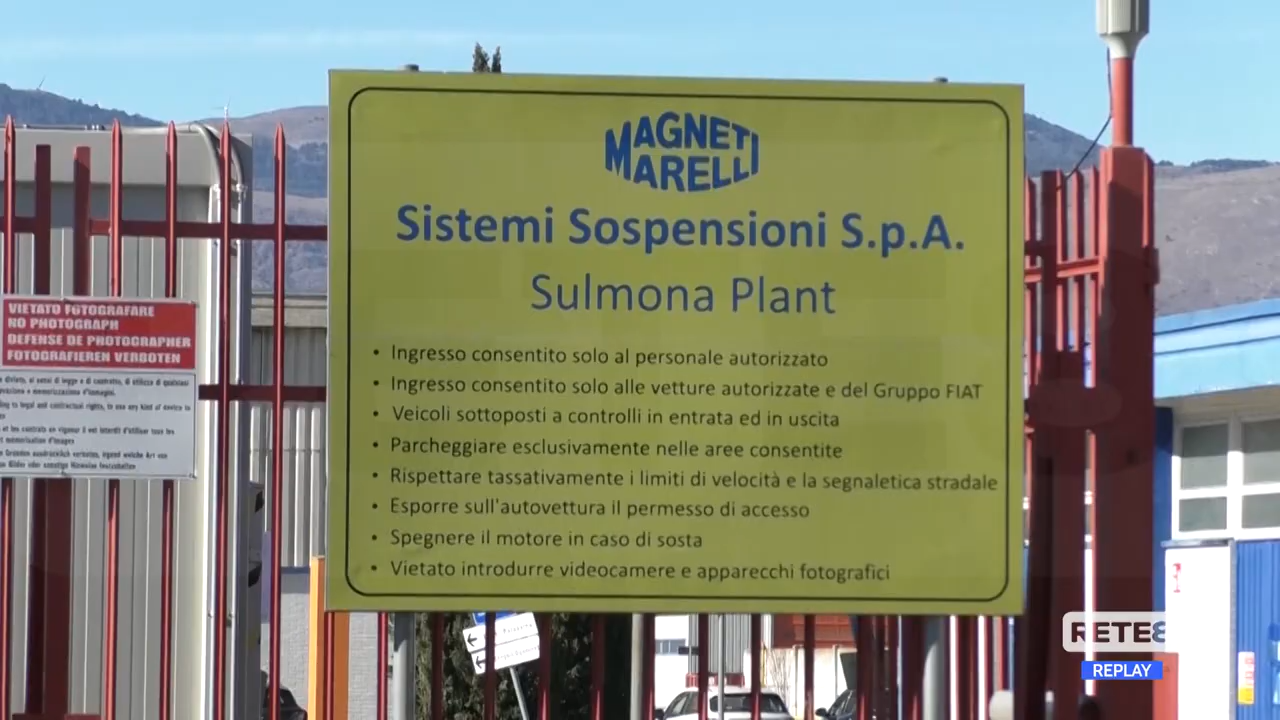 MAGNETI
MARELLI
Sistemi Sospensioni S.p.A.
Sulmona Plant
• Ingresso consentito solo al personale autorizzato
• Ingresso consentito solo alle vetture autorizzate e del Gruppo FIAT
• Veicoli sottoposti a controlli in entrata ed in uscita
• Parcheggiare esclusivamente nelle aree consentite
• Rispettare tassativamente i limiti di velocità e la segnaletica stradale
• Esporre sull'autovettura il permesso di accesso
• Spegnere il motore in caso di sosta
• Vietato introdurre videocamere e apparecchi fotografici
VIETATO FOTOGRAFARE
NO PHOTOGRAPH
DEFENSE DE PHOTOGRAPHER
FOTOGRAFIEREN VERBOTEN
RETE8
REPLAY